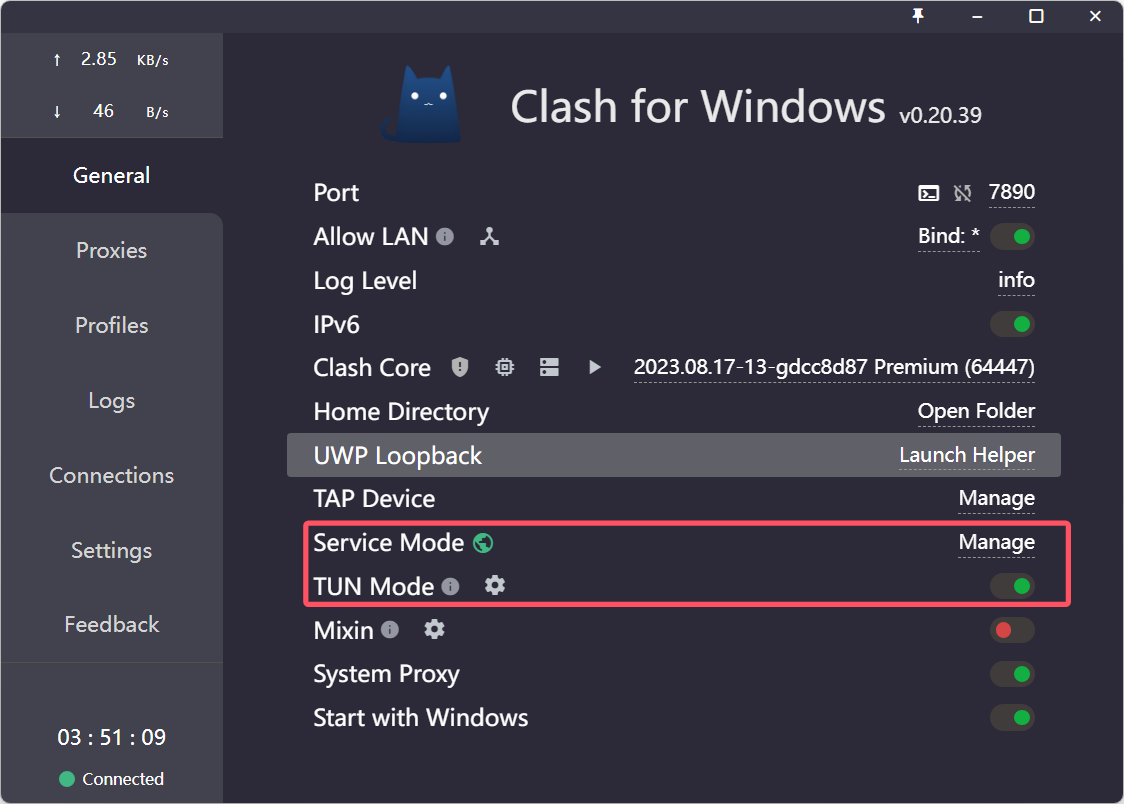 ↑ 2.85 KB/s
↓ 46 B/s
General
Proxies
Profiles
Logs
Connections
Settings
Feedback
03 : 51 : 09
Connected
Clash for Windows v0.20.39
Port 7890
Allow LAN Bind: *
Log Level info
IPv6
Clash Core 2023.08.17-13-gdcc8d87 Premium (64447)
Home Directory Open Folder
UWP Loopback Launch Helper
TAP Device Manage
Service Mode Manage
TUN Mode
Mixin
System Proxy
Start with Windows